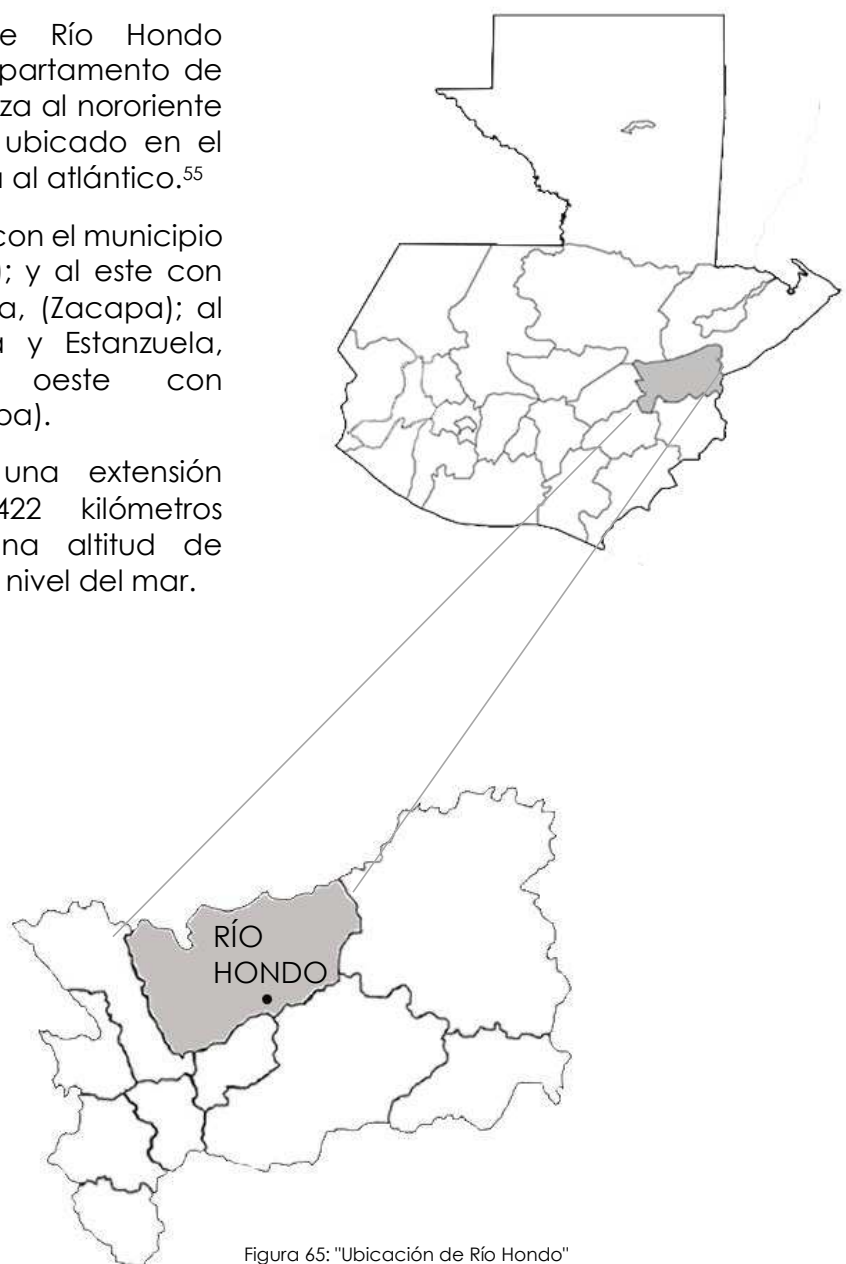 e Río Hondo
partamento de
za al nororiente
ubicado en el
a al atlántico.55
con el municipio
); y al este con
a, (Zacapa); al
a y Estanzuela,
oeste con
pa).
una extensión
422 kilómetros
na altitud de
nivel del mar.
RÍO
HONDO
Figura 65: "Ubicación de Río Hondo"